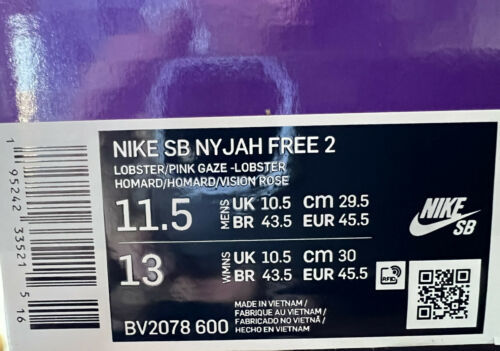 NIKE SB NYJAH FREE 2
LOBSTER/PINK GAZE -LOBSTER
HOMARD/HOMARD/VISION ROSE
11.5 MENS UK 10.5 CM 29.5
BR 43.5 EUR 45.5
13 WMNS UK 10.5 CM 30
BR 43.5 EUR 45.5
NIKE
SB
RFID
MADE IN VIETNAM /
FABRIQUE AU VIETNAM /
FABRICADO NO VIETNÃ /
HECHO EN VIETNAM
BV2078 600
1 95242 33521 5 16